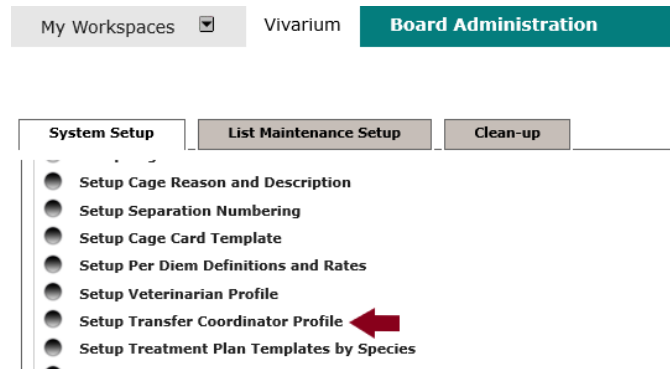 My Workspaces Vivarium Board Administration
System Setup List Maintenance Setup Clean-up
Setup Cage Reason and Description
Setup Separation Numbering
Setup Cage Card Template
Setup Per Diem Definitions and Rates
Setup Veterinarian Profile
Setup Transfer Coordinator Profile
Setup Treatment Plan Templates by Species